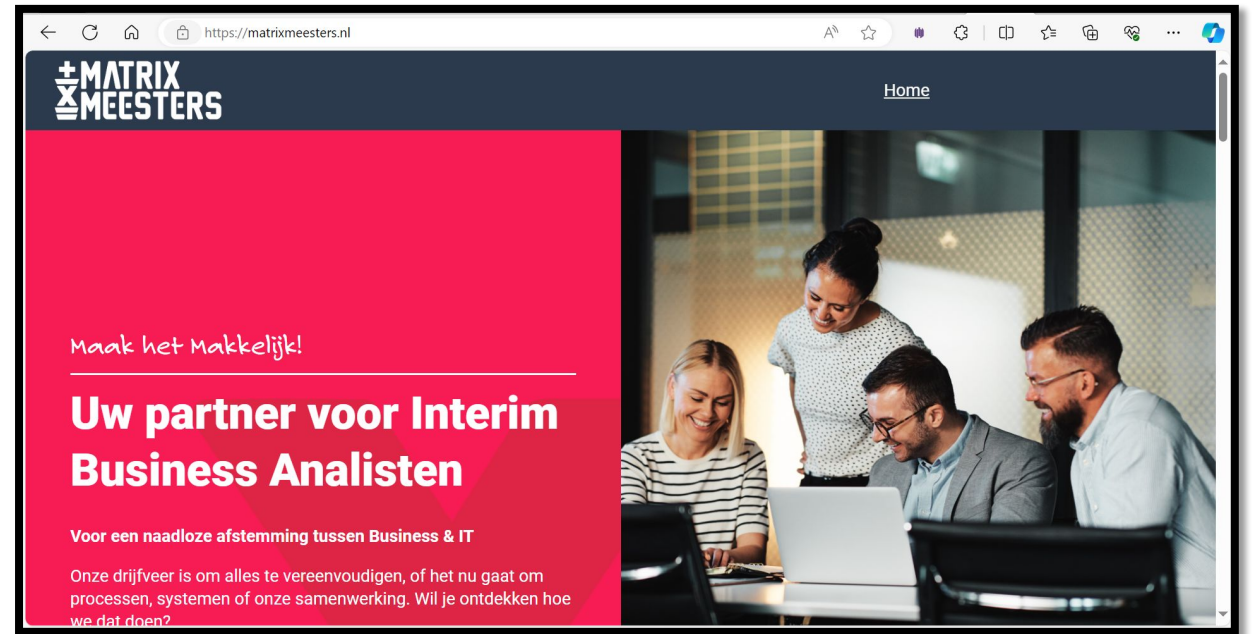 https://matrixmeesters.nl
MATRIX
MEESTERS
Home
Maak het Makkelijk!
Uw partner voor Interim
Business Analisten
Voor een naadloze afstemming tussen Business & IT
Onze drijfveer is om alles te vereenvoudigen, of het nu gaat om
processen, systemen of onze samenwerking. Wil je ontdekken hoe
we dat doen?